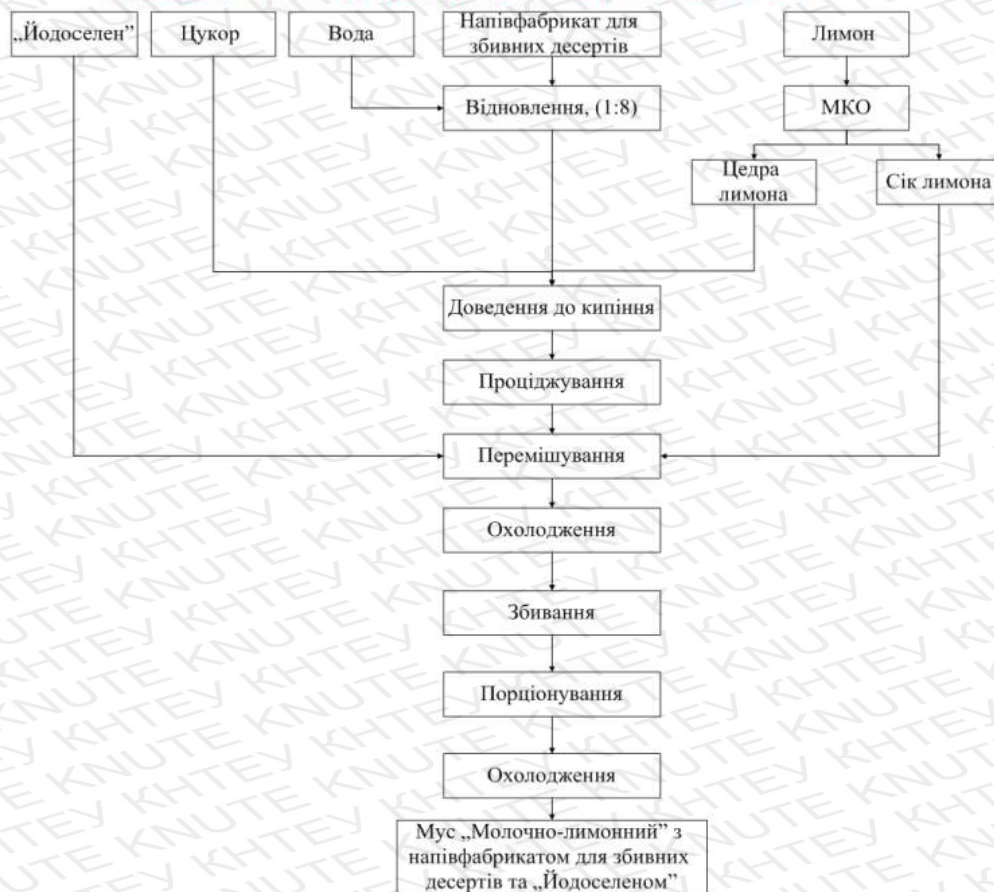 „Йодоселен”
Цукор
Вода
Напівфабрикат для
збивних десертів
Лимон
Відновлення, (1:8)
МКО
Цедра
лимона
Сік лимона
Доведення до кипіння
Проціджування
Перемішування
Охолодження
Збивання
Порціонування
Охолодження
Мус „Молочно-лимонний” з
напівфабрикатом для збивних
десертів та „Йодоселеном”